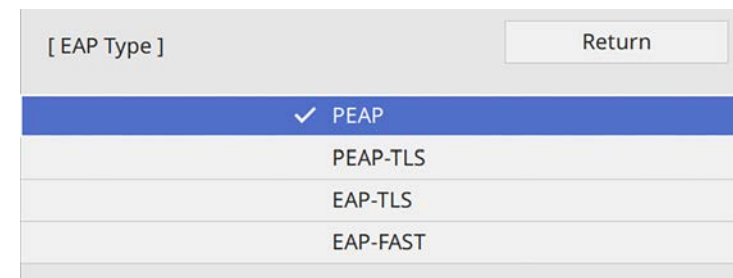 [ EAP Type ]
Return
PEAP
PEAP-TLS
EAP-TLS
EAP-FAST